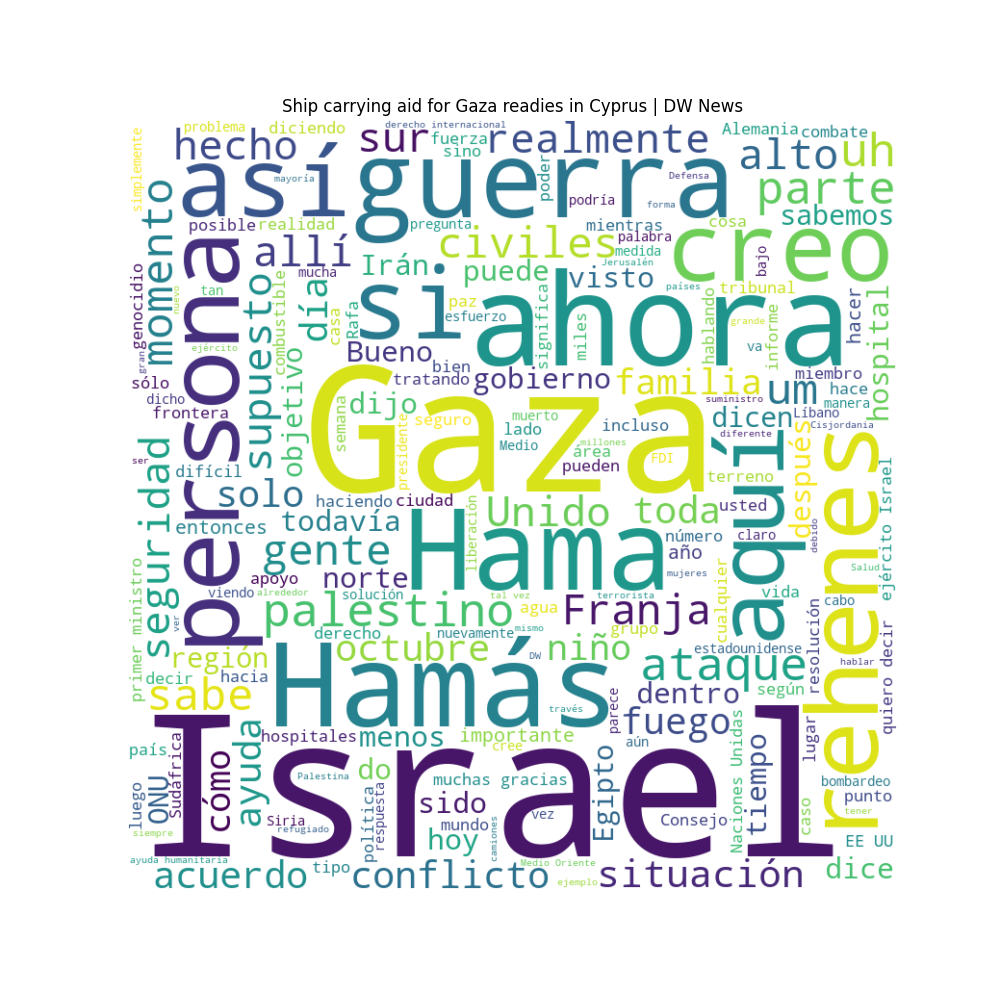 Ship carrying aid for Gaza readies in Cyprus | DW News
derecho internacional
problema
diciendo
sur
fuerza
realmente
Alemania
combate
simplemente
hecho
sino
alto
uh
así
guerra
mayoría
poder
Defensa
parte
podría
forma
momento
sabemos
posible
realidad
pregunta
mientras
cosa
creo
persona
allí
civiles
palabra
medida
bajo
Irán
puede
Jerusalén
genocidio
tan
nuevo
mucha
si
ahora
visto
países
tribunal
supuesto
combustible
día
casa
Rafa
paz
esfuerzo
significar
miles
hablando
grande
informe
hacer
hospital
gran
ejército
objetivo
Bueno
bien
va
sólo
tratando
gobierno
familia
um
miembro
hace
dicho
suministro
manera
frontera
semana
dijo
Gaza
seguro
muerto
incluso
dicen
Líbano
Cisjordania
presidente
lado
diferente
Medio
área
millones
FDI
después
rehenes
ser
seguridad
difícil
pueden
terreno
aquí
ejército Israel
solo
haciendo
ciudad
liberación
Unido
toda
usted
entonces
todavía
Hama
número
claro
debido
gente
año
Salud
primer ministro
apoyo
norte
mujeres
cualquier
viendo
alrededor
solución
tal vez
terrorista
vida
cabo
ver
palestino
agua
Franja
resolución
derecho
nuevamente
mismo
grupo
octubre
niño
estadounidense
hablar
quiero decir
región
DW
decir
hacia
Hamás
ataque
según
sabe
dentro
través
parece
Israel
fuego
lugar
hospitales
menos
importante
cree
aún
país
Sudáfrica
cómo
ayuda
Egipto
Naciones Unidas
tiempo
ONU
Palestina
do
muchas gracias
bombardeo
luego
sido
vez
punto
tener
Siria
política
respuesta
mundo
Consejo
caso
siempre
refugiado
hoy
camiones
EE UU
ayuda humanitaria
Medio Oriente
acuerdo
tipo
conflicto
ejemplo
situación
dice